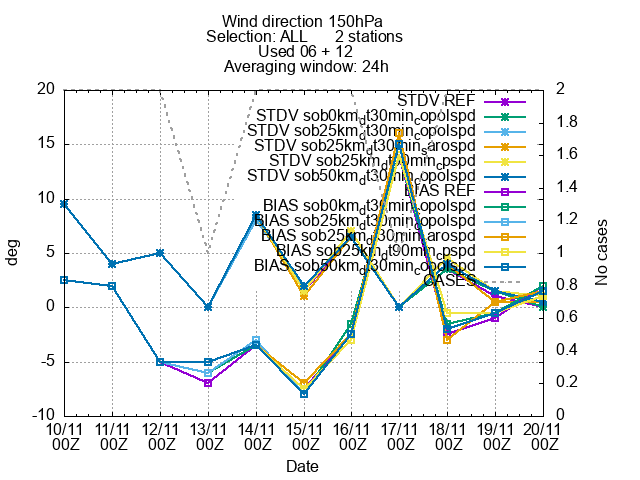 Wind direction 150hPa
Selection: ALL 2 stations
Used 06 + 12
Averaging window: 24h
20
15
10
5
0
-5
-10
deg
2
1.8
1.6
1.4
1.2
1
0.8
0.6
0.4
0.2
0
No cases
STDV REF
STDV sob0km_dt30min_copolspd
STDV sob25km_dt30min_copolspd
STDV sob25km_dt30min_sarospd
STDV sob25km_dt90min_cpspd
STDV sob50km_dt30min_copolspd
BIAS REF
BIAS sob0km_dt30min_copolspd
BIAS sob25km_dt30min_copolspd
BIAS sob25km_dt30min_sarospd
BIAS sob25km_dt90min_cpspd
BIAS sob50km_dt30min_copolspd
CASES
10/11 11/11 12/11 13/11 14/11 15/11 16/11 17/11 18/11 19/11 20/11
00Z 00Z 00Z 00Z 00Z 00Z 00Z 00Z 00Z 00Z 00Z
Date